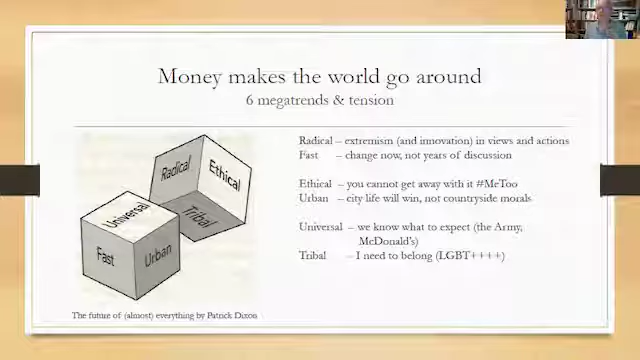 Money makes the world go around
6 megatrends & tension
Radical – extremism (and innovation) in views and actions
Fast – change now, not years of discussion
Ethical – you cannot get away with it #MeToo
Urban – city life will win, not countryside morals
Universal – we know what to expect (the Army,
McDonald's)
Tribal – I need to belong (LGBT++++)
Radical
Ethical
Tribal
Universal
Fast
Urban
The future of (almost) everything by Patrick Dixon